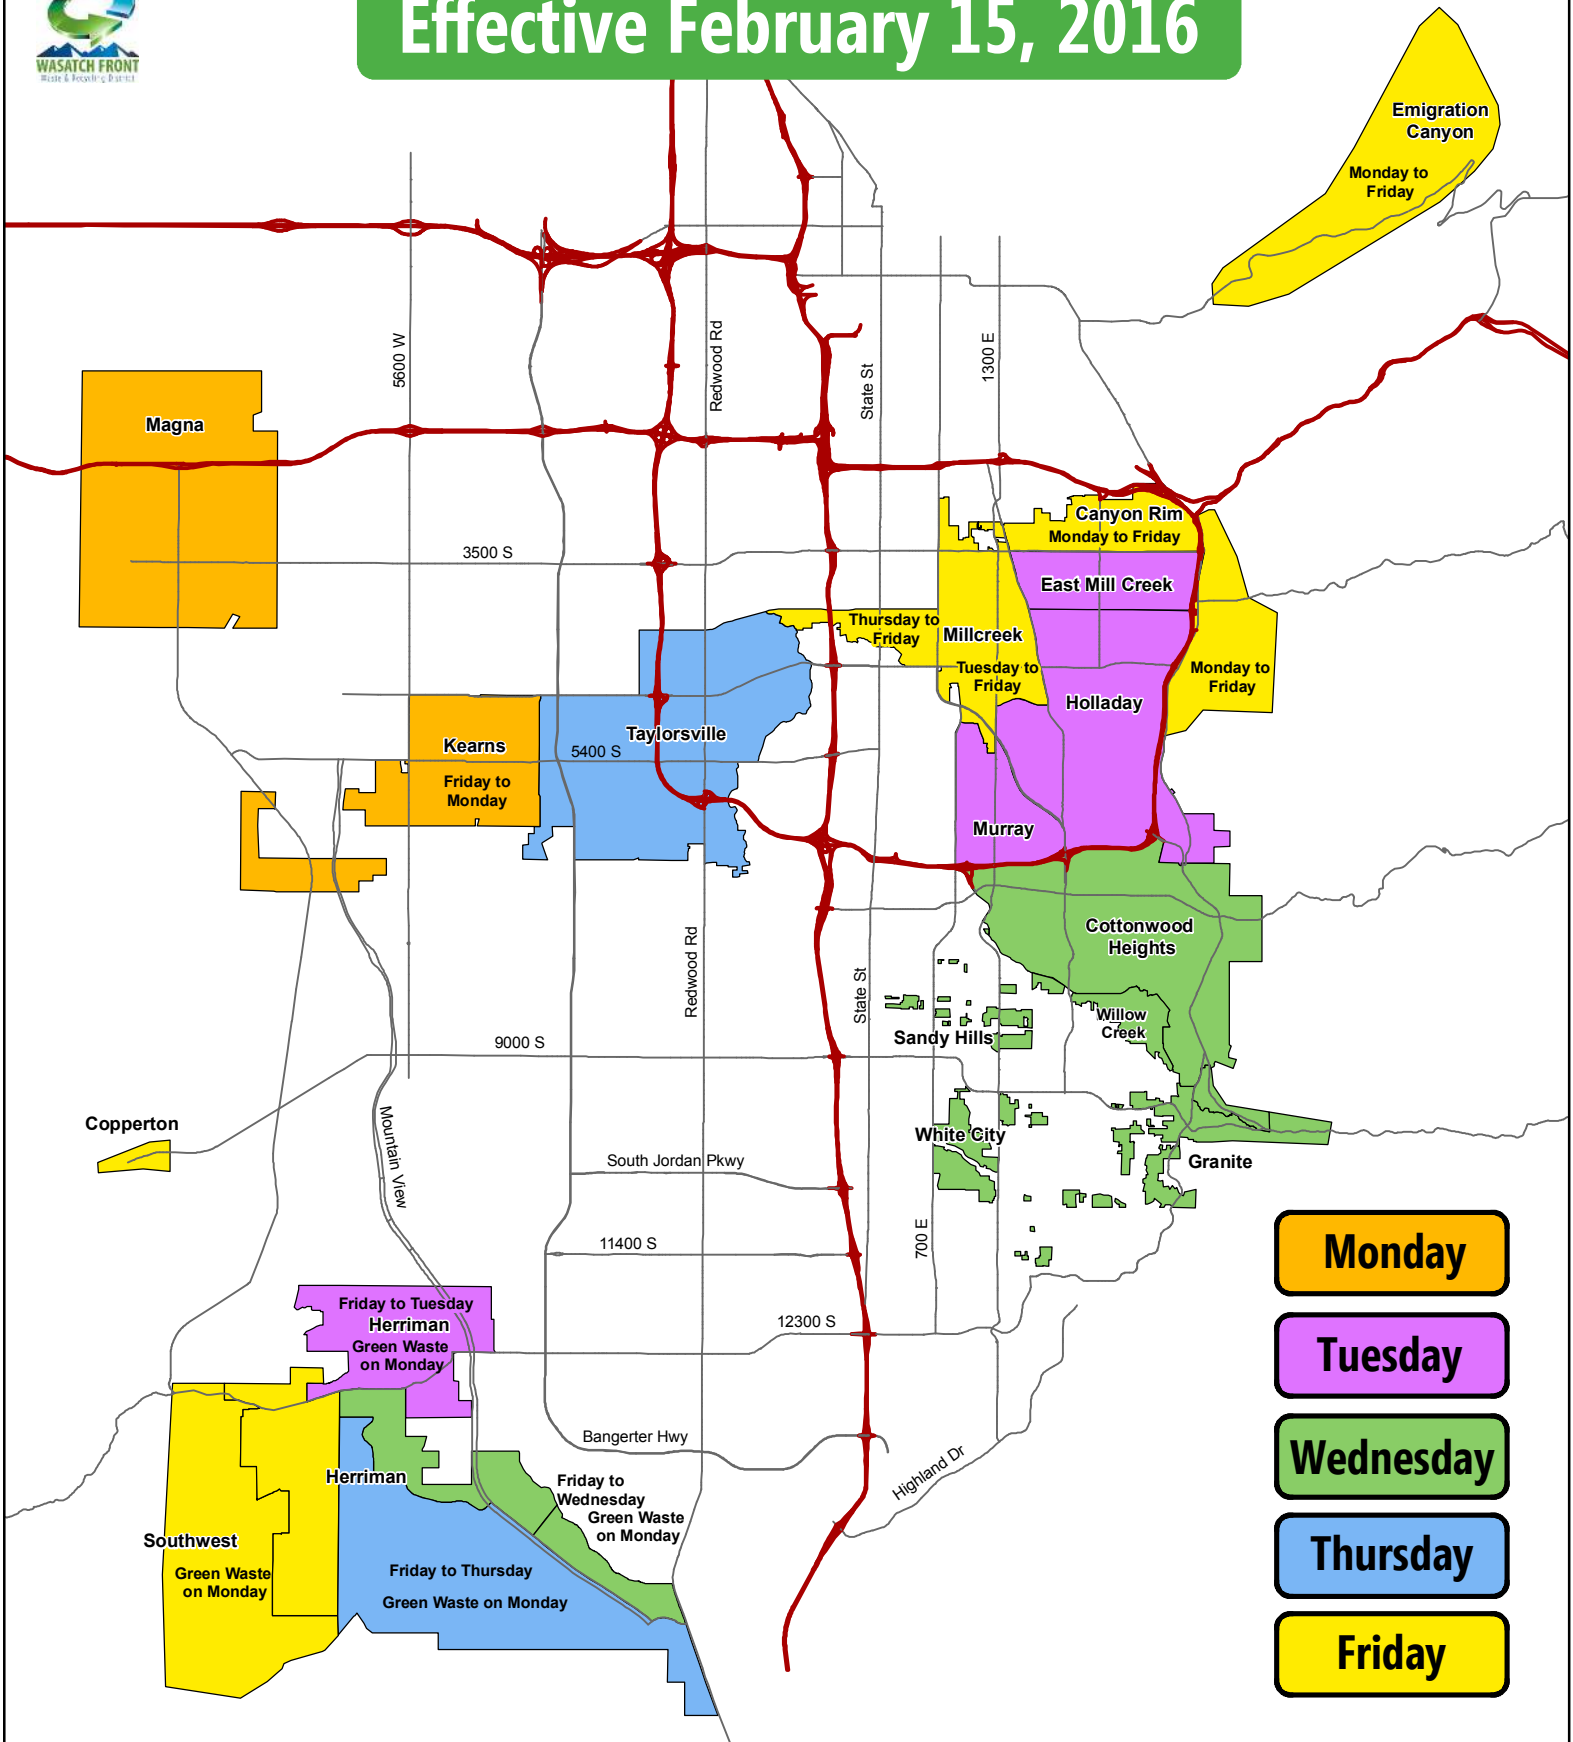 Effective February 15, 2016
WASATCH FRONT
Waste & Recycling District
Emigration
Canyon
Monday to
Friday
5600 W
Redwood Rd
State St
1300 E
Magna
Canyon Rim
Monday to Friday
3500 S
East Mill Creek
Thursday to
Friday
Millcreek
Tuesday to
Friday
Monday to
Friday
Holladay
Taylorsville
Kearns
5400 S
Friday to
Monday
Murray
Cottonwood
Heights
Redwood Rd
State St
Willow
Creek
Sandy Hills
9000 S
Copperton
Mountain View
White City
South Jordan Pkwy
Granite
700 E
11400 S
Monday
Friday to Tuesday
Herriman
Green Waste
on Monday
12300 S
Tuesday
Bangerter Hwy
Highland Dr
Wednesday
Herriman
Friday to
Wednesday
Green Waste
on Monday
Southwest
Green Waste
on Monday
Friday to Thursday
Green Waste on Monday
Thursday
Friday